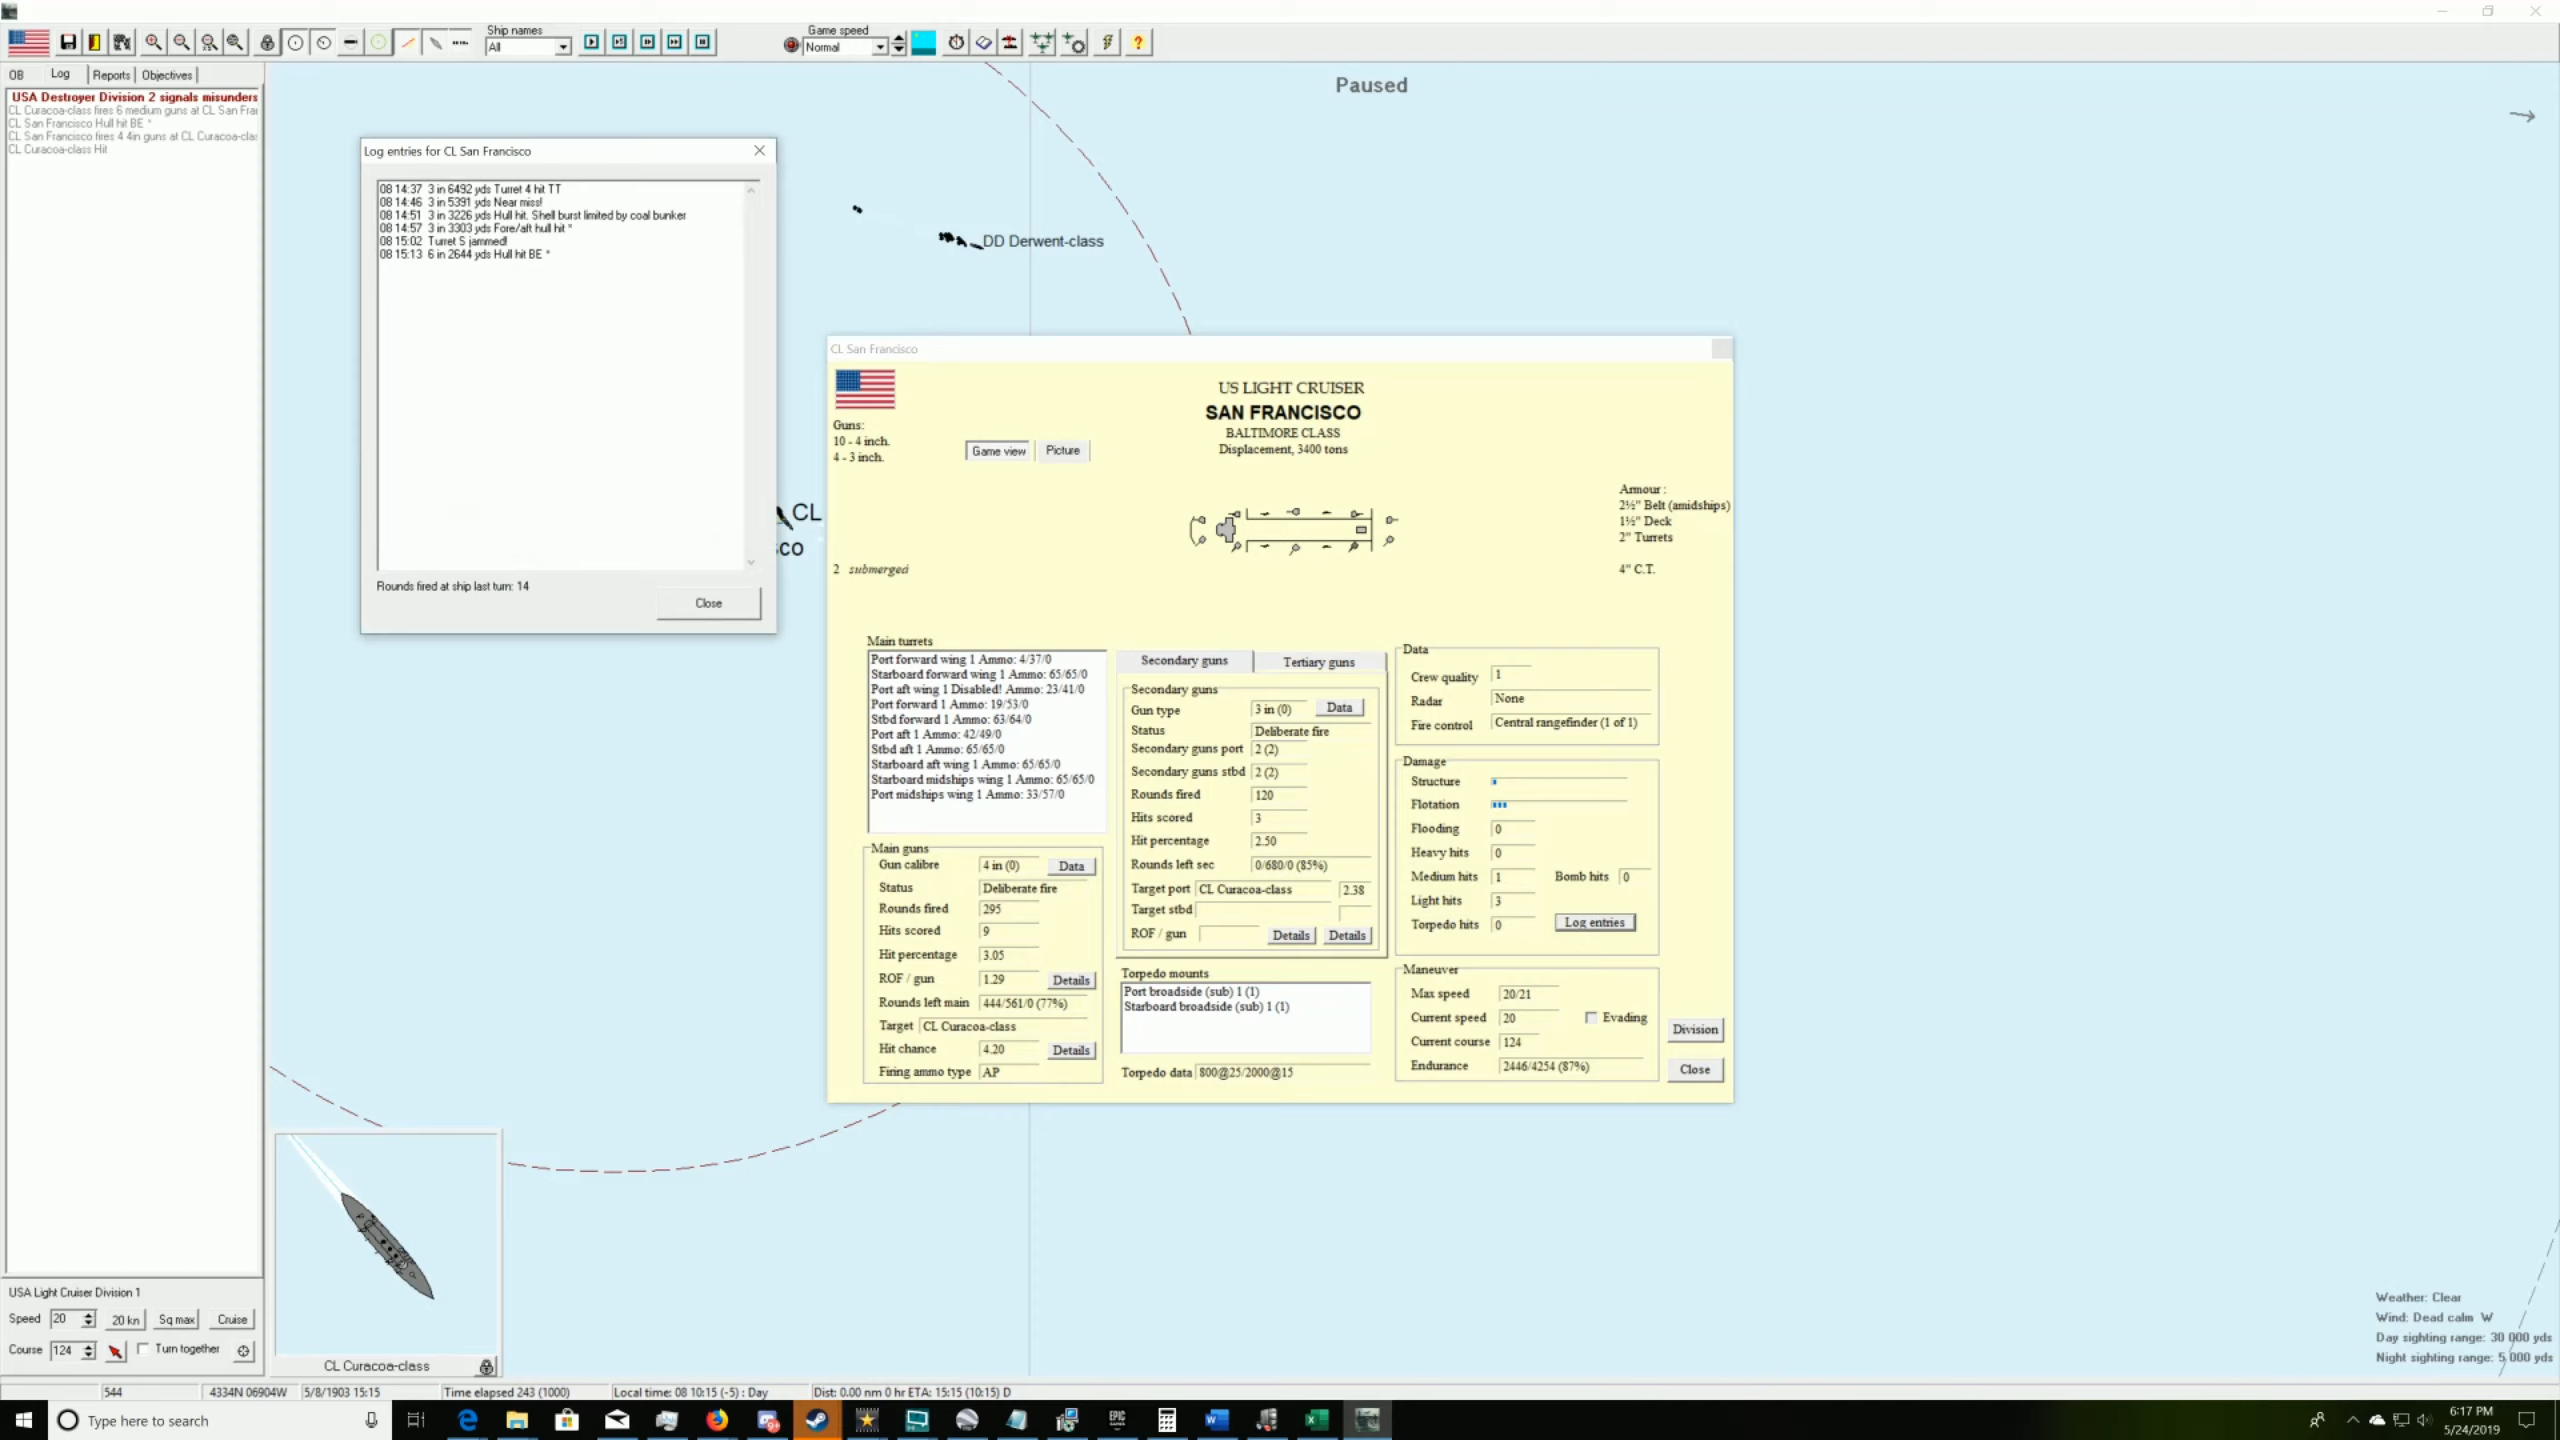 Ship names
All
Game speed
Normal
OB
Log
Reports
Objectives
USA Destroyer Division 2 signals misunders
CL Curacoa-class fires 6 medium guns at CL San Fran
CL San Francisco Hull hit BE *
CL San Francisco fires 4 4in guns at CL Curacoa-clas
CL Curacoa-class Hit
Paused
Log entries for CL San Francisco
08 14:37 3 in 6492 yds Turret 4 hit TT
08 14:46 3 in 5391 yds Near miss!
08 14:51 3 in 3226 yds Hull hit. Shell burst limited by coal bunker
08 14:57 3 in 3303 yds Fore/aft hull hit *
08 15:02 Turret S jammed!
08 15:13 6 in 2644 yds Hull hit BE *
Rounds fired at ship last turn: 14
Close
DD Derwent-class
CL
sco
CL San Francisco
US LIGHT CRUISER
SAN FRANCISCO
BALTIMORE CLASS
Displacement, 3400 tons
Guns:
10 - 4 inch.
4 - 3 inch.
Game view
Picture
Armour :
2½" Belt (amidships)
1½" Deck
2" Turrets
4" C.T.
2 submerged
Main turrets
Port forward wing 1 Ammo: 4/37/0
Starboard forward wing 1 Ammo: 65/65/0
Port aft wing 1 Disabled! Ammo: 23/41/0
Port forward 1 Ammo: 19/53/0
Stbd forward 1 Ammo: 63/64/0
Port aft 1 Ammo: 42/49/0
Stbd aft 1 Ammo: 65/65/0
Starboard aft wing 1 Ammo: 65/65/0
Starboard midships wing 1 Ammo: 65/65/0
Port midships wing 1 Ammo: 33/57/0
Main guns
Gun calibre 4 in (0) Data
Status Deliberate fire
Rounds fired 295
Hits scored 9
Hit percentage 3.05
ROF / gun 1.29 Details
Rounds left main 444/561/0 (77%)
Target CL Curacoa-class
Hit chance 4.20 Details
Firing ammo type AP
Secondary guns
Tertiary guns
Secondary guns
Gun type 3 in (0) Data
Status Deliberate fire
Secondary guns port 2 (2)
Secondary guns stbd 2 (2)
Rounds fired 120
Hits scored 3
Hit percentage 2.50
Rounds left sec 0/680/0 (85%)
Target port CL Curacoa-class 2.38
Target stbd
ROF / gun Details Details
Torpedo mounts
Port broadside (sub) 1 (1)
Starboard broadside (sub) 1 (1)
Torpedo data 800@25/2000@15
Data
Crew quality 1
Radar None
Fire control Central rangefinder (1 of 1)
Damage
Structure
Flotation
Flooding 0
Heavy hits 0
Medium hits 1 Bomb hits 0
Light hits 3
Torpedo hits 0 Log entries
Maneuver
Max speed 20/21
Current speed 20 Evading
Current course 124
Endurance 2446/4254 (87%)
Division
Close
CL Curacoa-class
USA Light Cruiser Division 1
Speed 20 20 kn Sq max Cruise
Course 124 Turn together
Weather: Clear
Wind: Dead calm W
Day sighting range: 30 000 yds
Night sighting range: 5 000 yds
544 4334N 06904W 5/8/1903 15:15 Time elapsed 243 (1000) Local time: 08 10:15 (-5) : Day Dist: 0.00 nm 0 hr ETA: 15:15 (10:15) D
Type here to search
EPIC
6:17 PM
5/24/2019